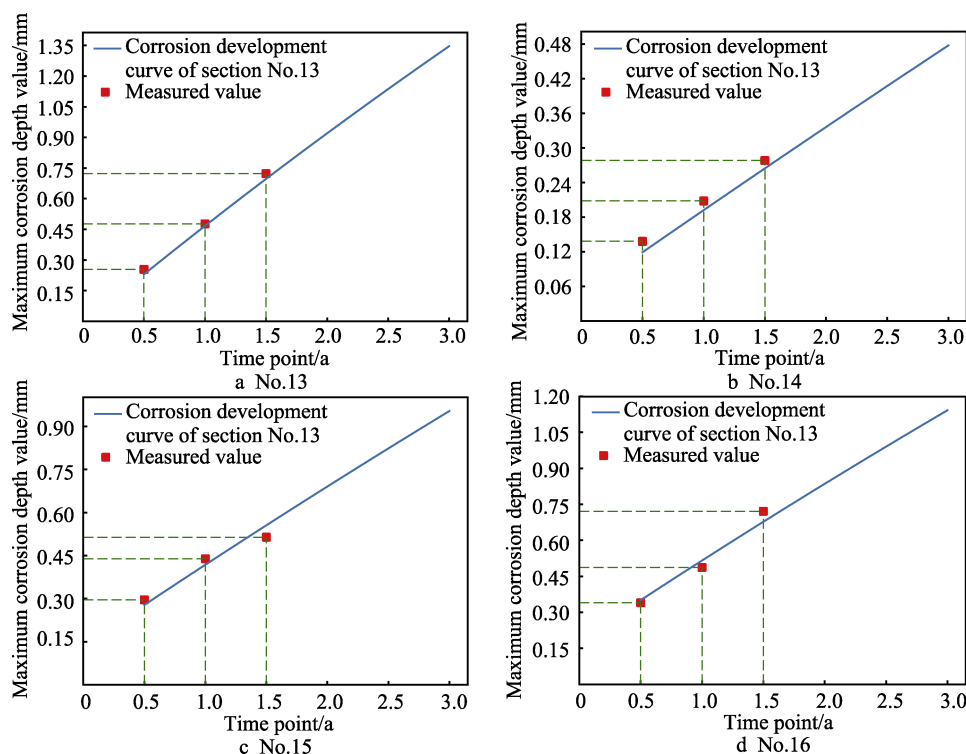 Maximum corrosion depth value/mm
1.35
1.20
1.05
0.90
0.75
0.60
0.45
0.30
0.15
Corrosion development
curve of section No.13
Measured value
0 0.5 1.0 1.5 2.0 2.5 3.0
Time point/a
a No.13
Maximum corrosion depth value/mm
0.48
0.42
0.36
0.30
0.24
0.18
0.12
0.06
Corrosion development
curve of section No.13
Measured value
0 0.5 1.0 1.5 2.0 2.5 3.0
Time point/a
b No.14
Maximum corrosion depth value/mm
0.90
0.75
0.60
0.45
0.30
0.15
Corrosion development
curve of section No.13
Measured value
0 0.5 1.0 1.5 2.0 2.5 3.0
Time point/a
c No.15
Maximum corrosion depth value/mm
1.20
1.05
0.90
0.75
0.60
0.45
0.30
0.15
Corrosion development
curve of section No.13
Measured value
0 0.5 1.0 1.5 2.0 2.5 3.0
Time point/a
d No.16